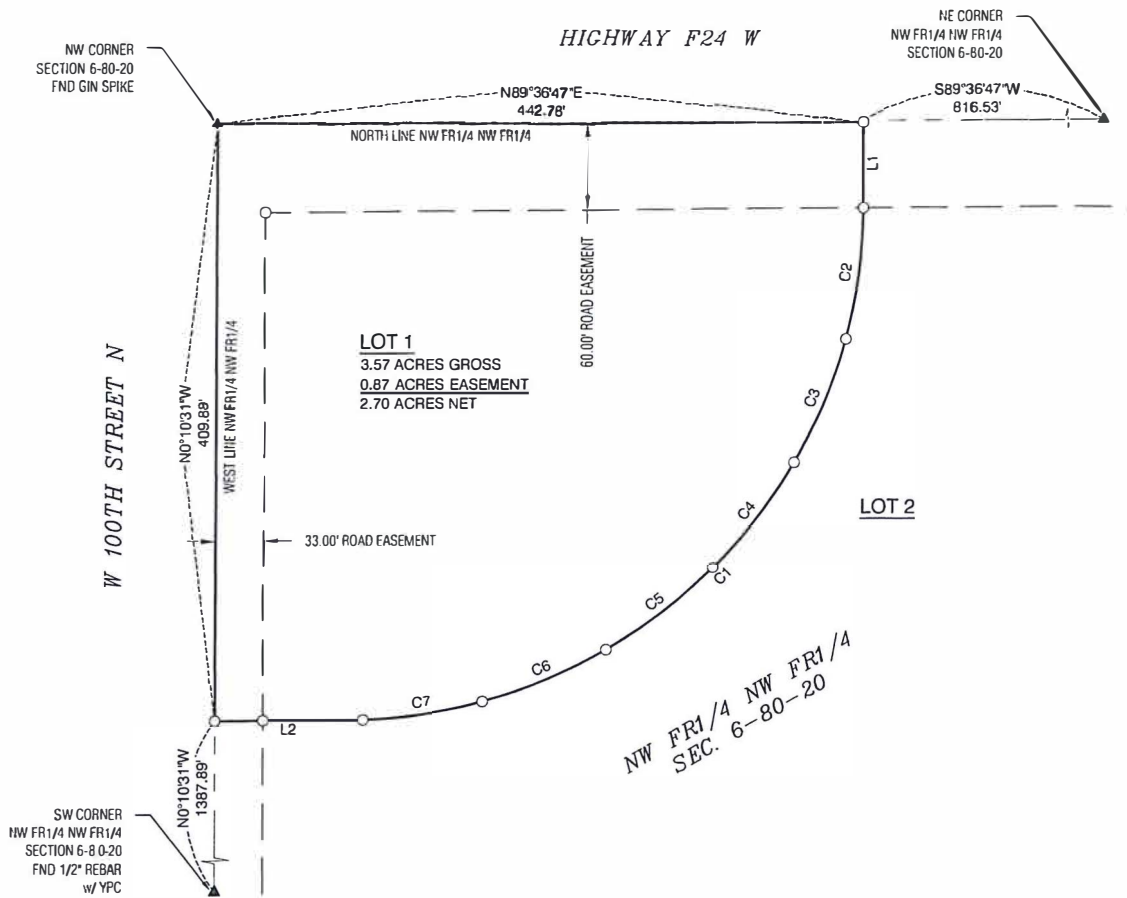 HIGHWAY F24 W
NW CORNER
SECTION 6-80-20
FND GIN SPIKE
NE CORNER
NW FR1/4 NW FR1/4
SECTION 6-80-20
N89°36'47"E
442.78'
S89°36'47"W
816.53'
NORTH LINE NW FR1/4 NW FR1/4
L1
60.00' ROAD EASEMENT
C2
LOT 1
3.57 ACRES GROSS
0.87 ACRES EASEMENT
2.70 ACRES NET
W 100TH STREET N
N0°10'31"W
409.89'
WEST LINE NW FR1/4 NW FR1/4
C3
C4
LOT 2
33.00' ROAD EASEMENT
C1
C5
C6
C7
L2
NW FR1/4 NW FR1/4
SEC. 6-80-20
N0°10'31"W
1387.89'
SW CORNER
NW FR1/4 NW FR1/4
SECTION 6-80-20
FND 1/2" REBAR
w/ YPC